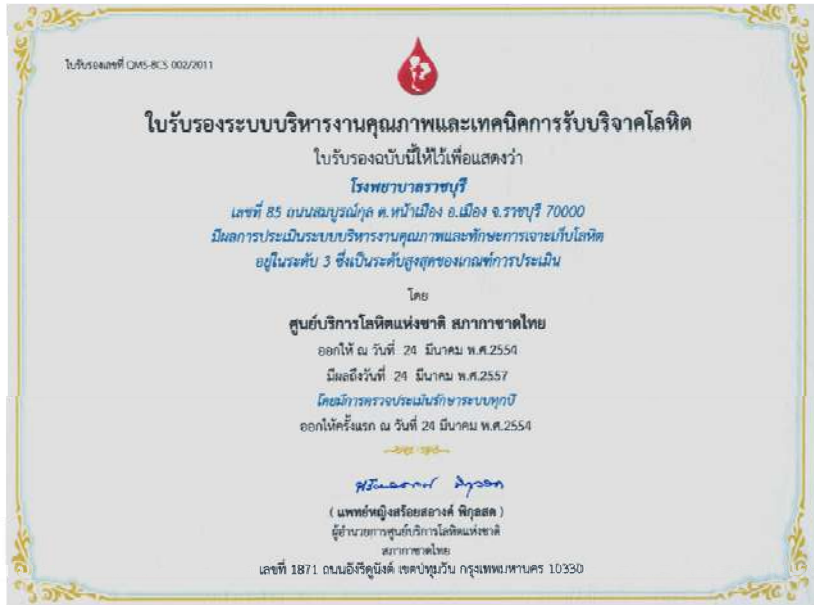 ใบรับรองเลขที่ QMS-BCS 002/2011
ใบรับรองระบบบริหารงานคุณภาพและเทคนิคการรับบริจาคโลหิต
ใบรับรองฉบับนี้ให้ไว้เพื่อแสดงว่า
โรงพยาบาลราชบุรี
เลขที่ 85 ถนนสมบูรณ์กุล ต.หน้าเมือง อ.เมือง จ.ราชบุรี 70000
มีผลการประเมินระบบบริหารงานคุณภาพและทักษะการเจาะเก็บโลหิต
อยู่ในระดับ 3 ซึ่งเป็นระดับสูงสุดของเกณฑ์การประเมิน
โดย
ศูนย์บริการโลหิตแห่งชาติ สภากาชาดไทย
ออกให้ ณ วันที่ 24 มีนาคม พ.ศ.2554
มีผลถึงวันที่ 24 มีนาคม พ.ศ.2557
โดยมีการตรวจประเมินรักษาระบบทุกปี
ออกให้ครั้งแรก ณ วันที่ 24 มีนาคม พ.ศ.2554
( แพทย์หญิงสร้อยสอางค์ พิกุลสด )
ผู้อำนวยการศูนย์บริการโลหิตแห่งชาติ
สภากาชาดไทย
เลขที่ 1871 ถนนอังรีดูนังต์ เขตปทุมวัน กรุงเทพมหานคร 10330